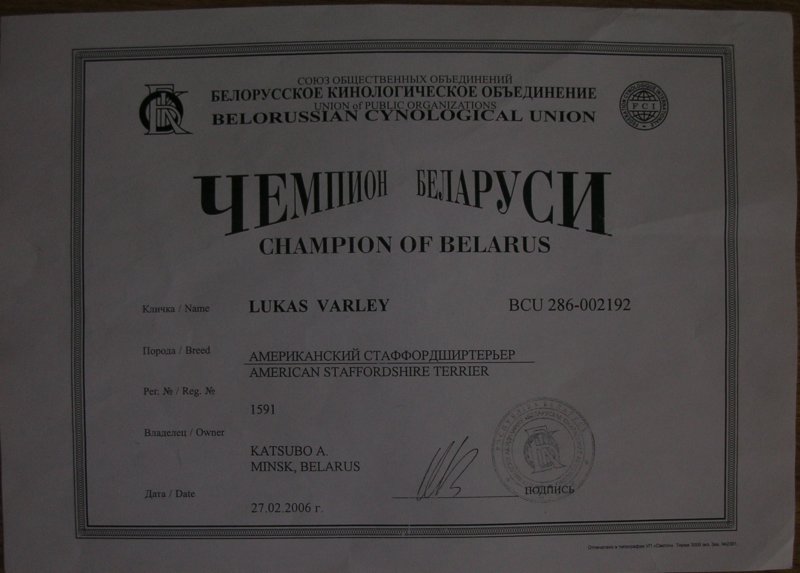 СОЮЗ ОБЩЕСТВЕННЫХ ОБЪЕДИНЕНИЙ
БЕЛОРУССКОЕ КИНОЛОГИЧЕСКОЕ ОБЪЕДИНЕНИЕ
UNION of PUBLIC ORGANIZATIONS
BELORUSSIAN CYNOLOGICAL UNION
FCI
ЧЕМПИОН БЕЛАРУСИ
CHAMPION OF BELARUS
Кличка / Name LUKAS VARLEY BCU 286-002192
Порода / Breed АМЕРИКАНСКИЙ СТАФФОРДШИРТЕРЬЕР
AMERICAN STAFFORDSHIRE TERRIER
Рег. № / Reg. №
1591
Владелец / Owner
KATSUBO A.
MINSK, BELARUS
ПОДПИСЬ
Дата / Date
27.02.2006 г.